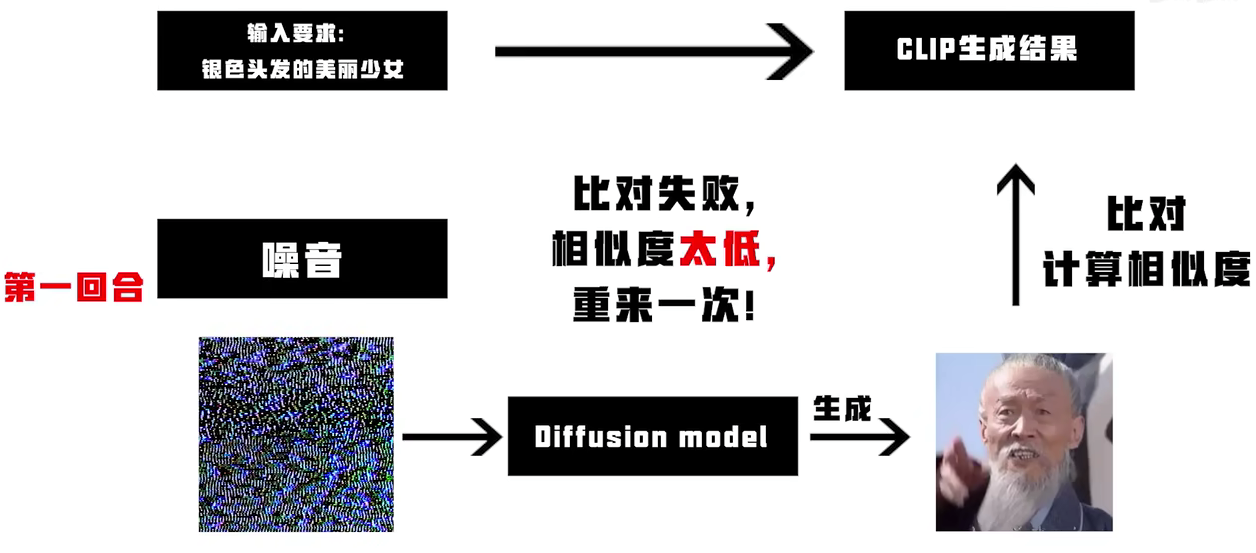 输入要求:
银色头发的美丽少女
CLIP生成结果
比对失败,
相似度太低,
重来一次!
比对
计算相似度
第一回合
噪音
Diffusion model
生成